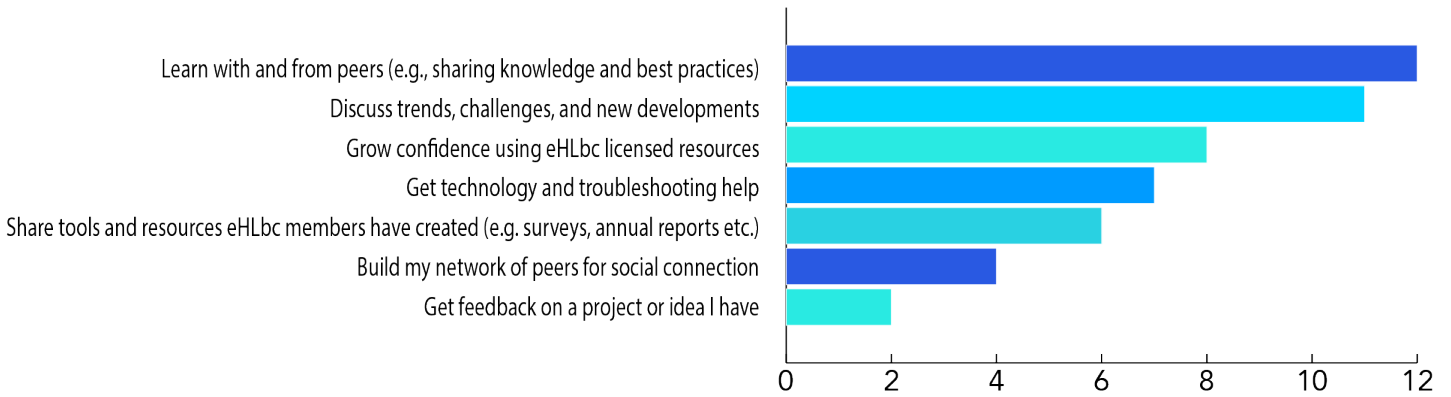 Learn with and from peers (e.g., sharing knowledge and best practices)
Discuss trends, challenges, and new developments
Grow confidence using eHLbc licensed resources
Get technology and troubleshooting help
Share tools and resources eHLbc members have created (e.g. surveys, annual reports etc.)
Build my network of peers for social connection
Get feedback on a project or idea I have
0 2 4 6 8 10 12